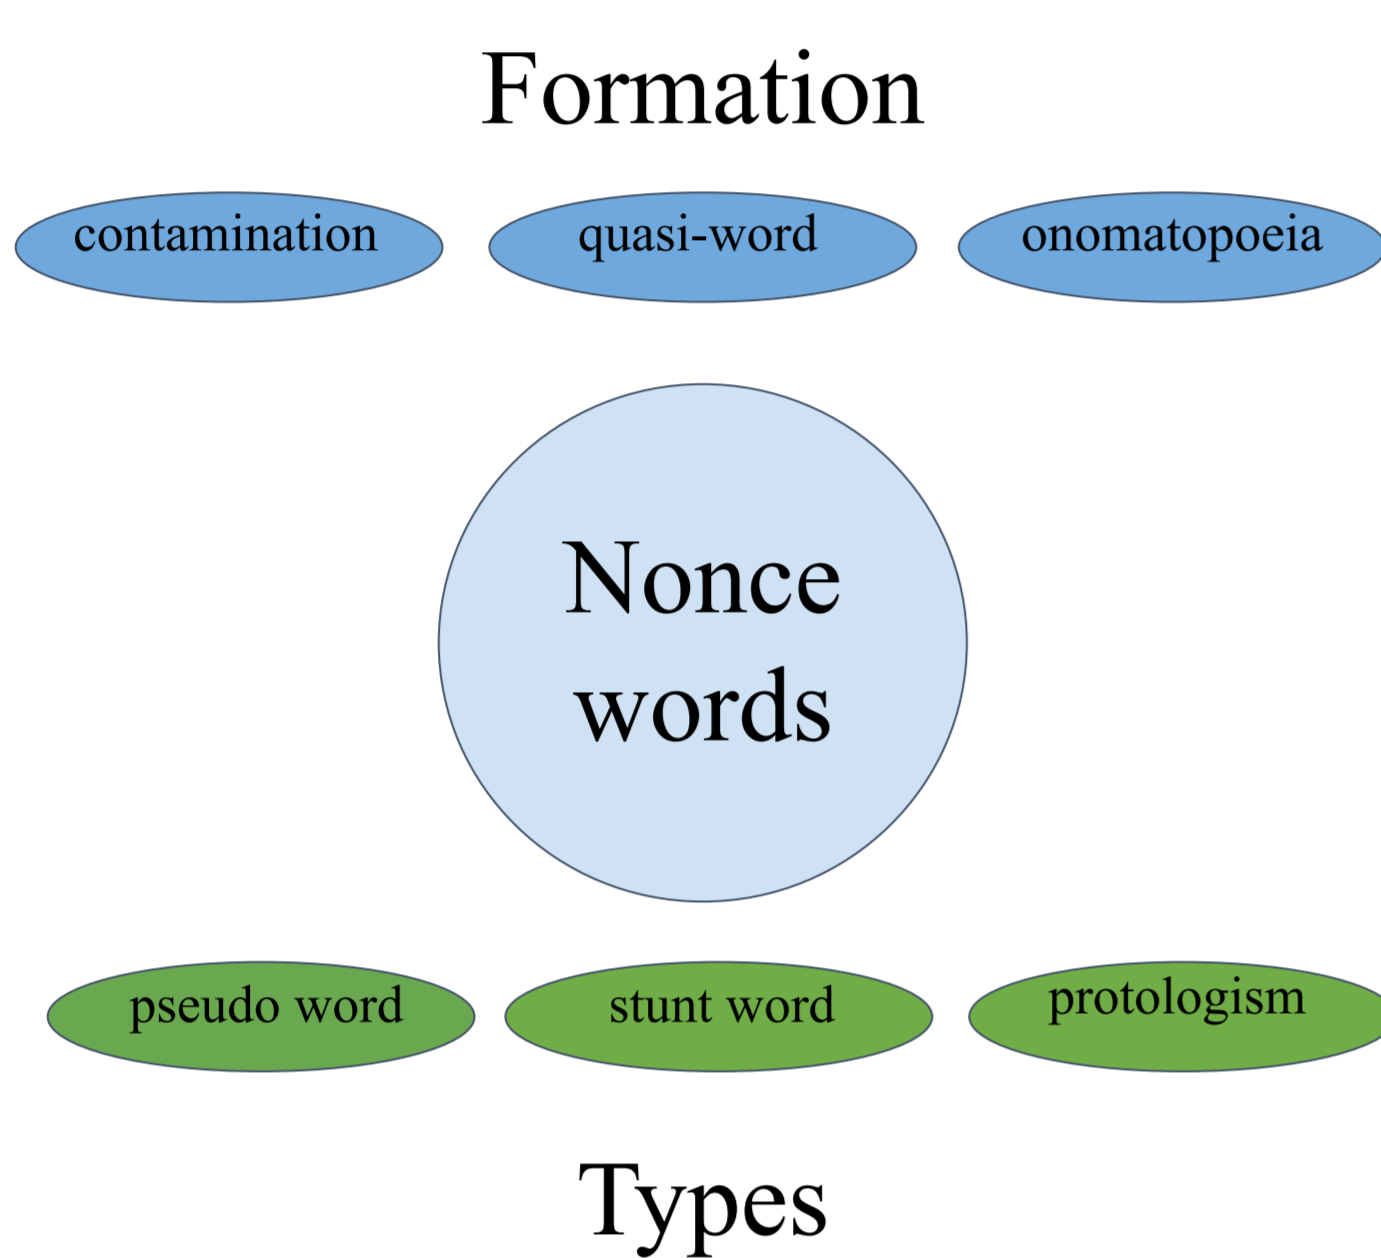 Formation
contamination
quasi-word
onomatopoeia
Nonce
words
pseudo word
stunt word
protologism
Types